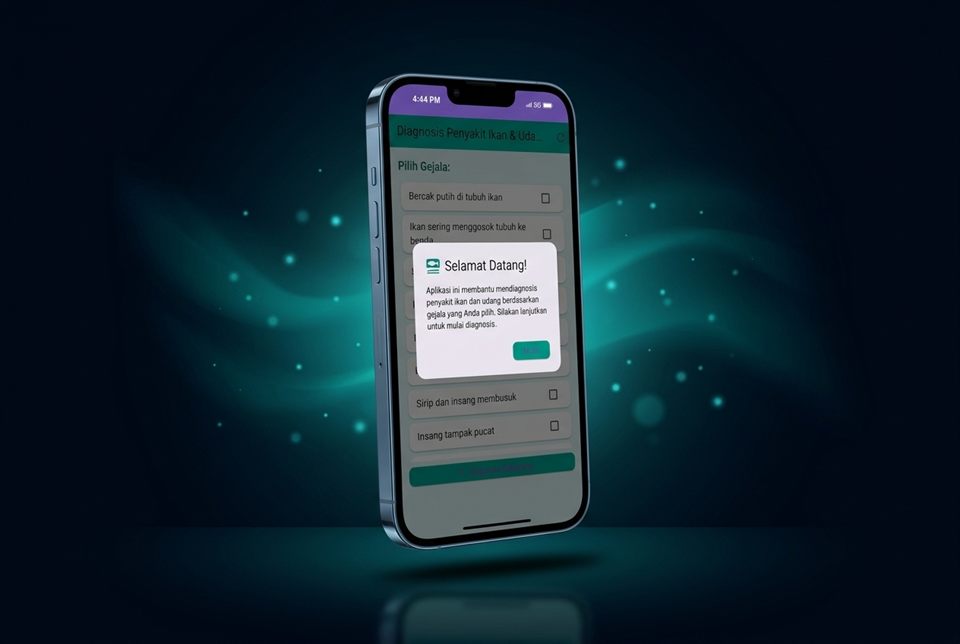 4:44 PM
5G
Diagnosis Penyakit Ikan & Uda...
Pilih Gejala:
Bercak putih di tubuh ikan
Ikan sering menggosok tubuh ke
benda
Selamat Datang!
Aplikasi ini membantu mendiagnosis
penyakit ikan dan udang berdasarkan
gejala yang Anda pilih. Silakan lanjutkan
untuk mulai diagnosis.
Sirip dan insang membusuk
Insang tampak pucat